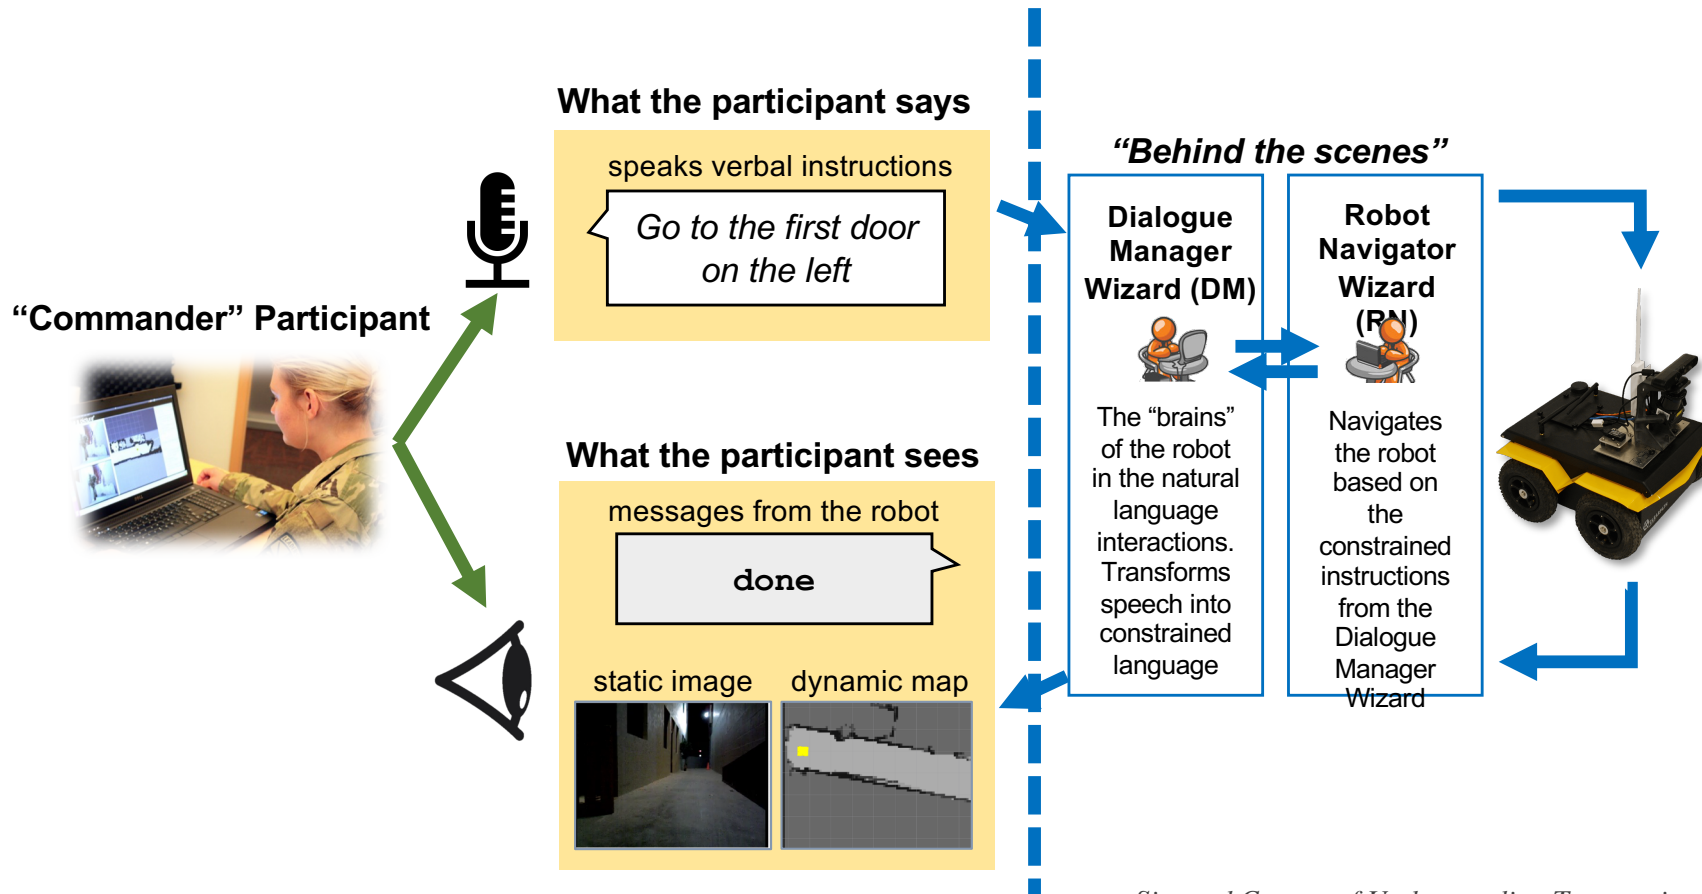 “Commander” Participant
What the participant says
speaks verbal instructions
Go to the first door
on the left
What the participant sees
messages from the robot
done
static image
dynamic map
“Behind the scenes”
Dialogue
Manager
Wizard (DM)
The “brains”
of the robot
in the natural
language
interactions.
Transforms
speech into
constrained
language
Robot
Navigator
Wizard
(RN)
Navigates
the robot
based on
the
constrained
instructions
from the
Dialogue
Manager
Wizard